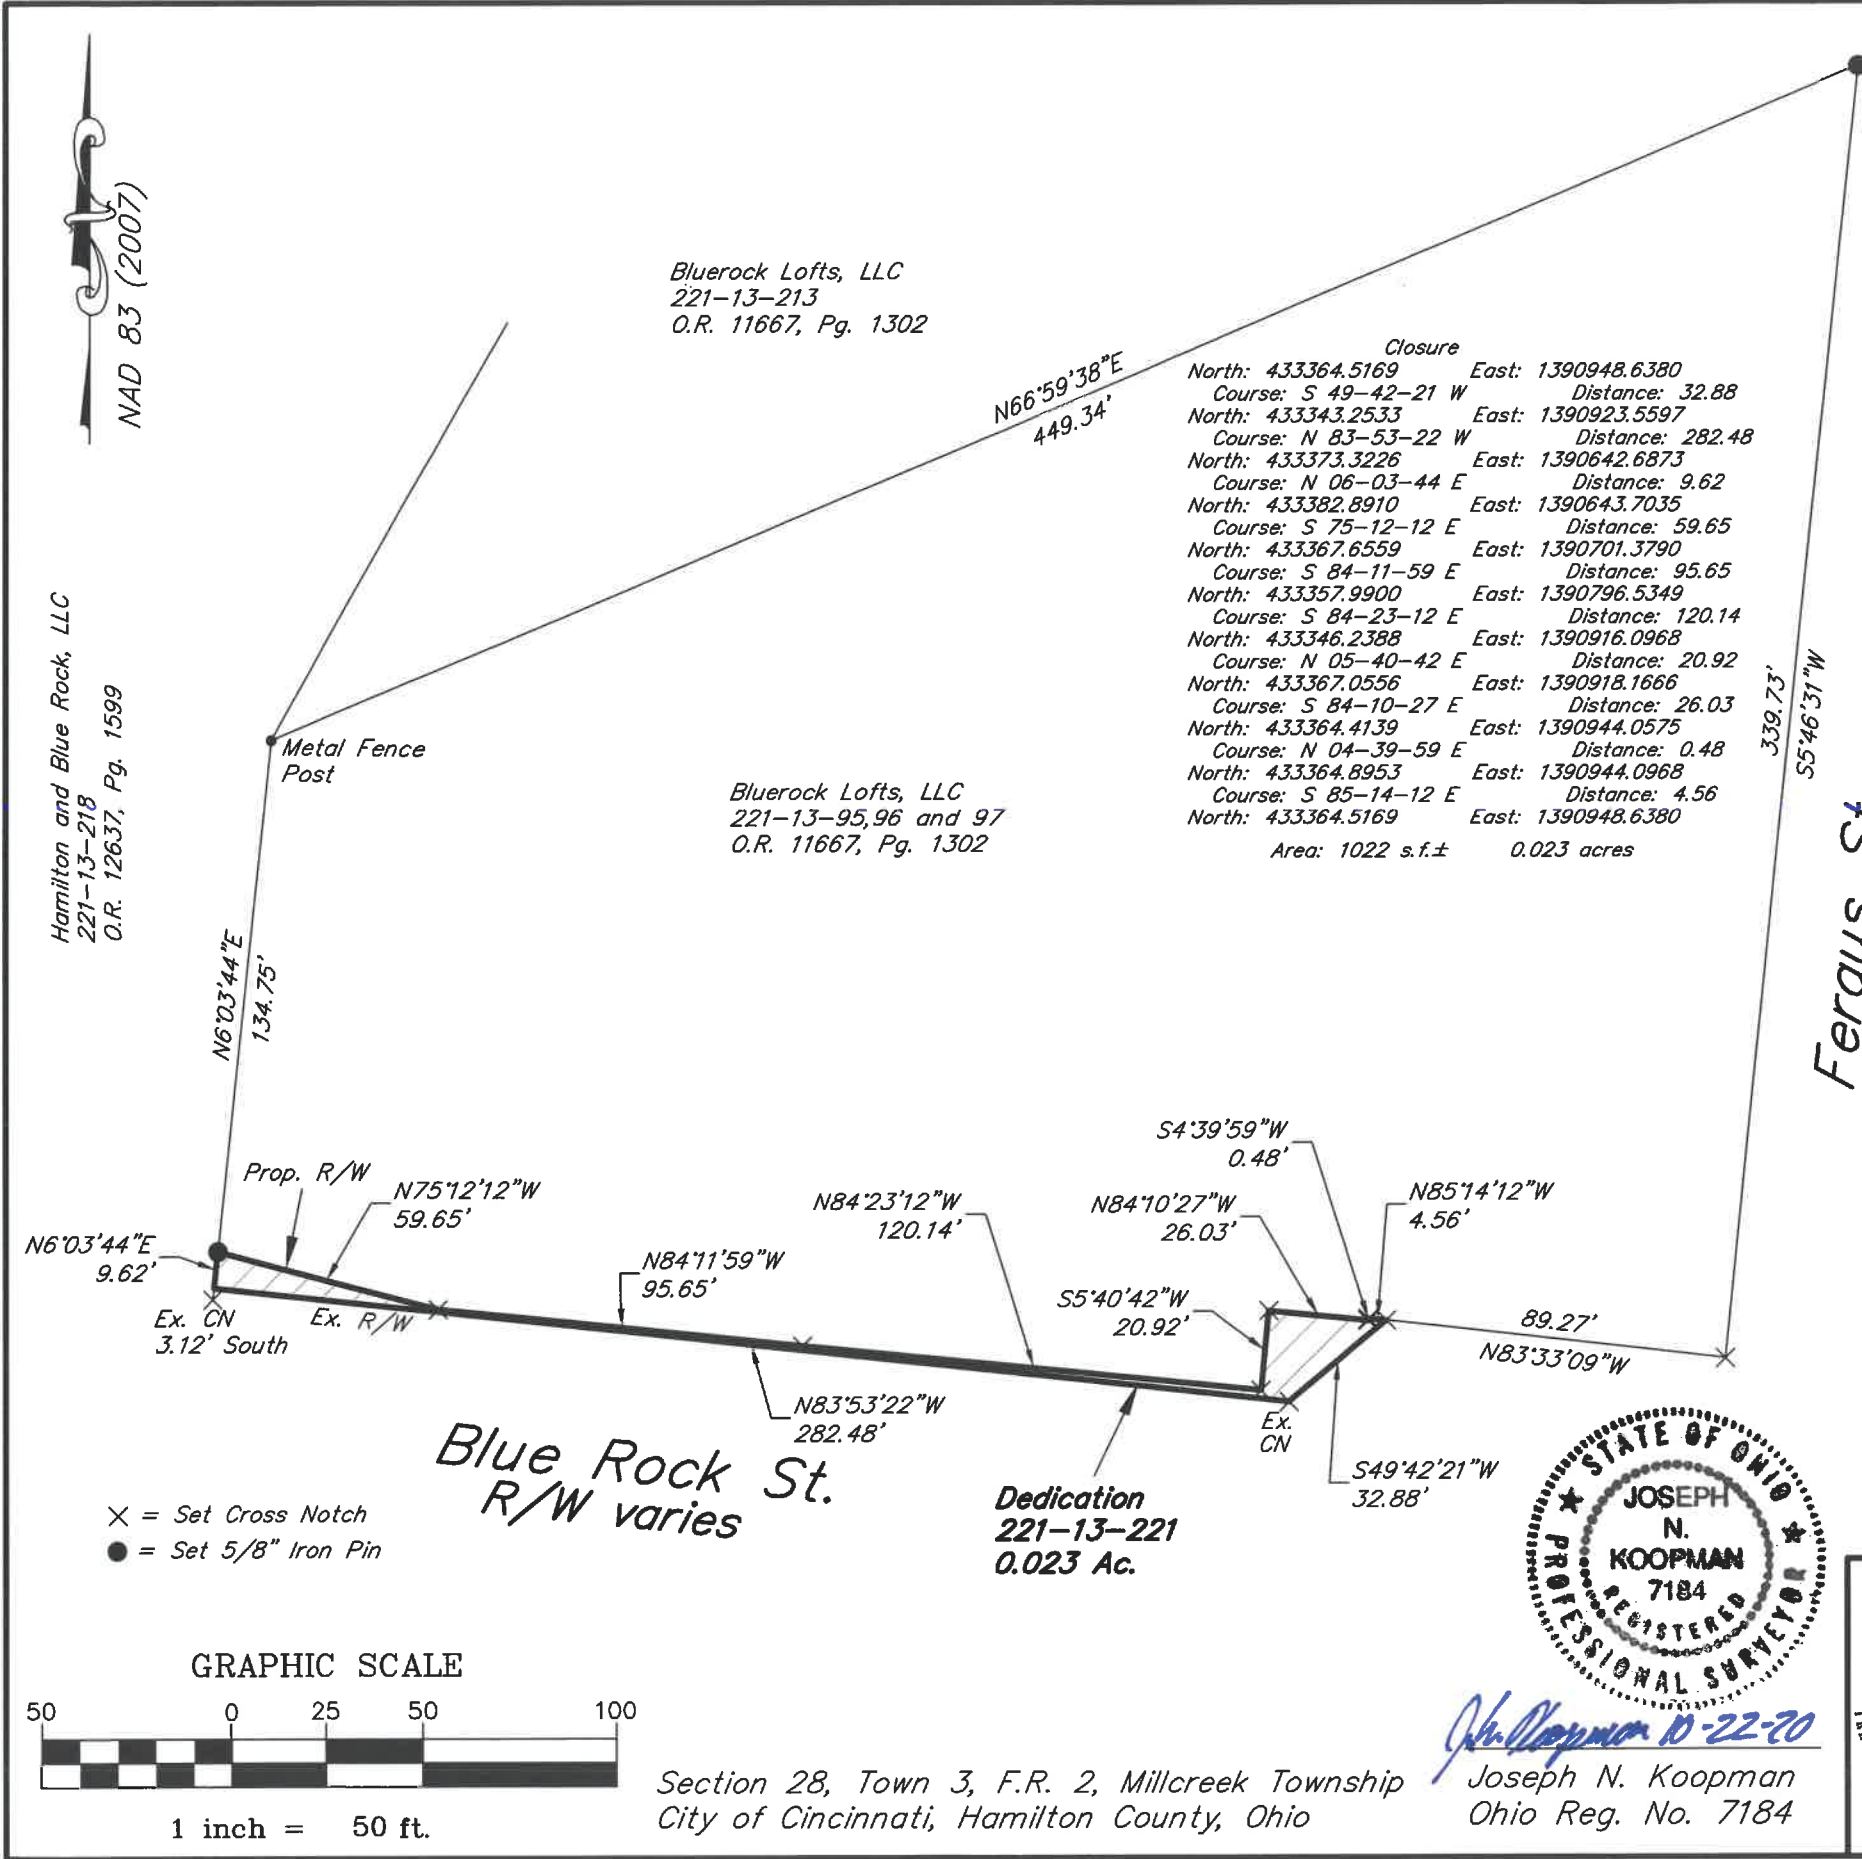 NAD 83 (2007)
Bluerock Lofts, LLC
221-13-213
O.R. 11667, Pg. 1302
N66°59'38"E
449.34'
Closure
North: 433364.5169 East: 1390948.6380
Course: S 49-42-21 W Distance: 32.88
North: 433343.2533 East: 1390923.5597
Course: N 83-53-22 W Distance: 282.48
North: 433373.3226 East: 1390642.6873
Course: N 06-03-44 E Distance: 9.62
North: 433382.8910 East: 1390643.7035
Course: S 75-12-12 E Distance: 59.65
North: 433367.6559 East: 1390701.3790
Course: S 84-11-59 E Distance: 95.65
North: 433357.9900 East: 1390796.5349
Course: S 84-23-12 E Distance: 120.14
North: 433346.2388 East: 1390916.0968
Course: N 05-40-42 E Distance: 20.92
North: 433367.0556 East: 1390918.1666
Course: S 84-10-27 E Distance: 26.03
North: 433364.4139 East: 1390944.0575
Course: N 04-39-59 E Distance: 0.48
North: 433364.8953 East: 1390944.0968
Course: S 85-14-12 E Distance: 4.56
North: 433364.5169 East: 1390948.6380
Area: 1022 s.f.± 0.023 acres
339.73'
S5°46'31"W
Fergus St
Hamilton and Blue Rock, LLC
221-13-218
O.R. 12637, Pg. 1599
Metal Fence
Post
Bluerock Lofts, LLC
221-13-95,96 and 97
O.R. 11667, Pg. 1302
N6°03'44"E
134.75'
Prop. R/W
N75°12'12"W
59.65'
N6°03'44"E
9.62'
Ex. CN
3.12' South
Ex. R/W
N84°11'59"W
95.65'
N84°23'12"W
120.14'
S4°39'59"W
0.48'
N84°10'27"W
26.03'
N85°14'12"W
4.56'
S5°40'42"W
20.92'
89.27'
N83°33'09"W
N83°53'22"W
282.48'
Ex.
CN
S49°42'21"W
32.88'
Blue Rock St.
R/W varies
Dedication
221-13-221
0.023 Ac.
X = Set Cross Notch
● = Set 5/8" Iron Pin
STATE OF OHIO
JOSEPH
N.
KOOPMAN
7184
REGISTERED
PROFESSIONAL SURVEYOR
GRAPHIC SCALE
50 0 25 50 100
1 inch = 50 ft.
Section 28, Town 3, F.R. 2, Millcreek Township
City of Cincinnati, Hamilton County, Ohio
10-22-20
Joseph N. Koopman
Ohio Reg. No. 7184